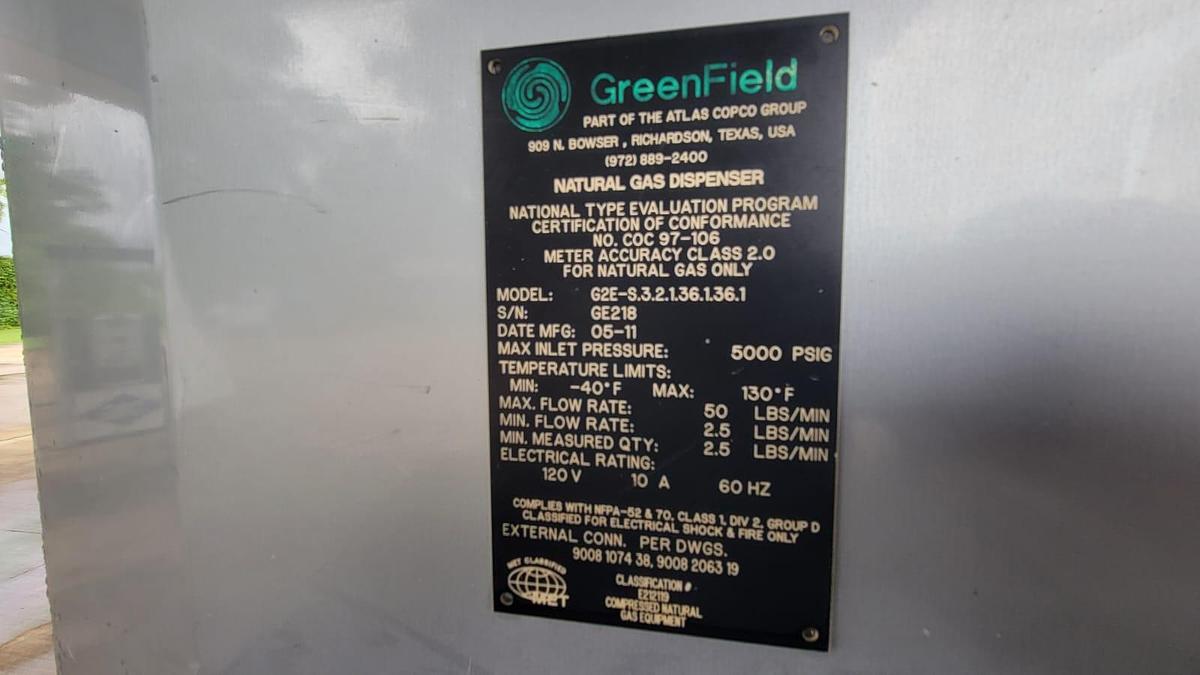 GreenField
PART OF THE ATLAS COPCO GROUP
909 N. BOWSER , RICHARDSON, TEXAS, USA
(972) 889-2400
NATURAL GAS DISPENSER
NATIONAL TYPE EVALUATION PROGRAM
CERTIFICATION OF CONFORMANCE
NO. COC 97-106
METER ACCURACY CLASS 2.0
FOR NATURAL GAS ONLY
MODEL: G2E-S.3.2.1.36.1.36.1
S/N: GE218
DATE MFG: 05-11
MAX INLET PRESSURE: 5000 PSIG
TEMPERATURE LIMITS:
MIN: -40°F MAX: 130°F
MAX. FLOW RATE: 50 LBS/MIN
MIN. FLOW RATE: 2.5 LBS/MIN
MIN. MEASURED QTY: 2.5 LBS/MIN
ELECTRICAL RATING:
120 V 10 A 60 HZ
COMPLIES WITH NFPA-52 & 70, CLASS 1, DIV 2, GROUP D
CLASSIFIED FOR ELECTRICAL SHOCK & FIRE ONLY
EXTERNAL CONN. PER DWGS.
9008 1074 38, 9008 2063 19
MET CLASSIFIED
MET
CLASSIFICATION #
E212119
COMPRESSED NATURAL
GAS EQUIPMENT